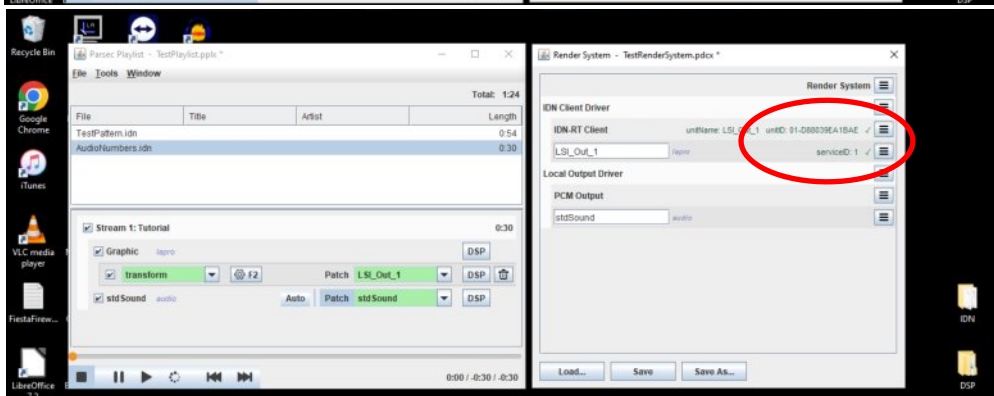 LibreOffice
DSP
Recycle Bin
Google
Chrome
iTunes
VLC media
player
FiestaFirew...
LibreOffice
Parsec Playlist - TestPlaylist.pplx *
File Tools Window
Total: 1:24
File Title Artist Length
TestPattern.idn 0:54
AudioNumbers.idn 0:30
Stream 1: Tutorial 0:30
Graphic lapro DSP
transform F2 Patch LSI_Out_1 DSP
stdSound audio Auto Patch stdSound DSP
0:00 / -0:30 / -0:30
Render System - TestRenderSystem.pdcx *
Render System
IDN Client Driver
IDN-RT Client unitName: LSI_Out_1 unitID: 01-D88039EA1BAE ✓
LSI_Out_1 lapro serviceID: 1 ✓
Local Output Driver
PCM Output
stdSound audio
Load... Save Save As...
IDN
DSP